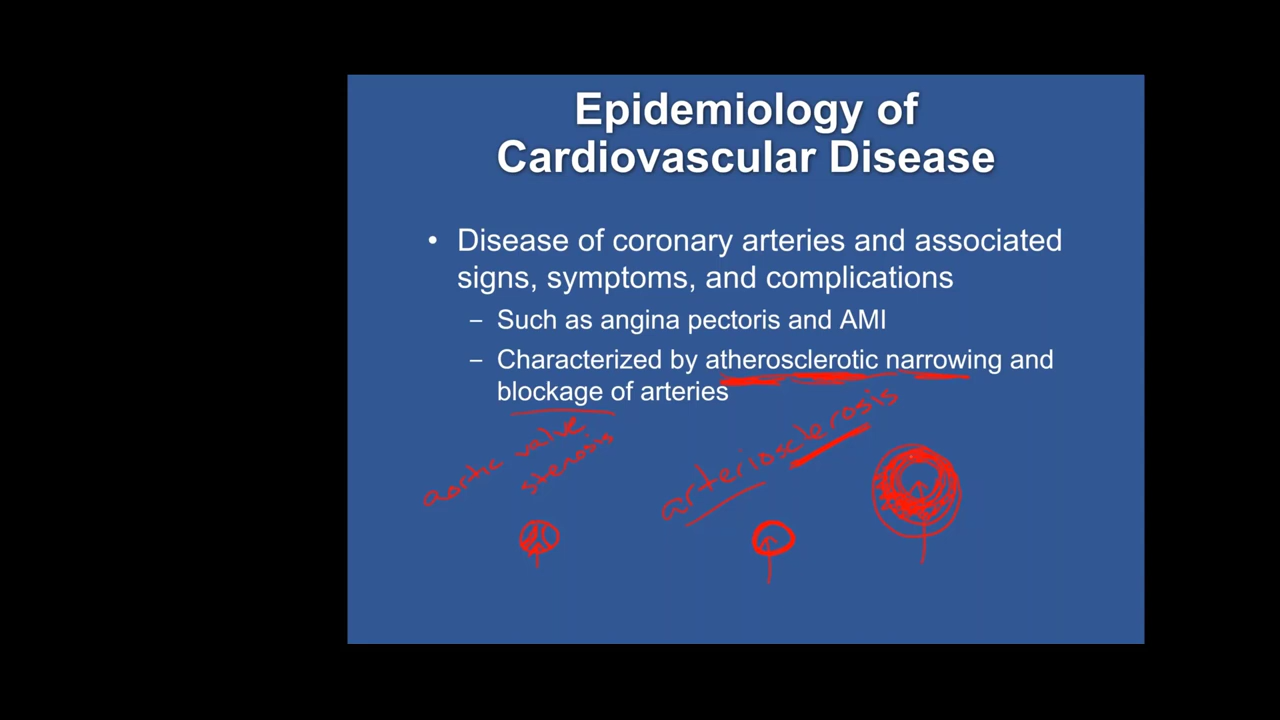 Epidemiology of
Cardiovascular Disease
• Disease of coronary arteries and associated
signs, symptoms, and complications
– Such as angina pectoris and AMI
– Characterized by atherosclerotic narrowing and
blockage of arteries
aortic valve
stenosis
arteriosclerosis